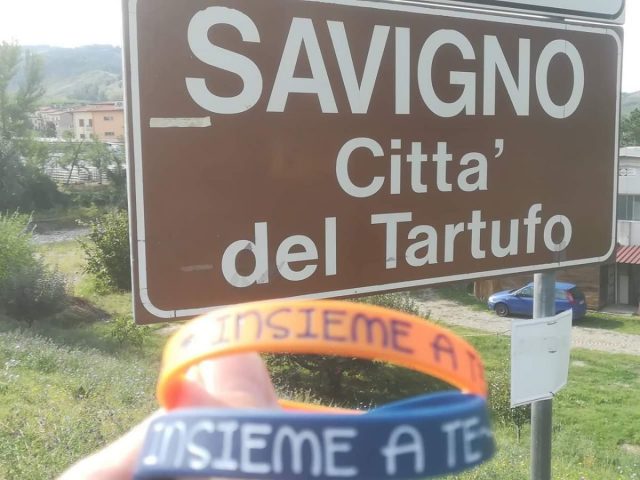 SAVIGNO
Citta'
del Tartufo
* INSIEME A TE
INSIEME A TE~